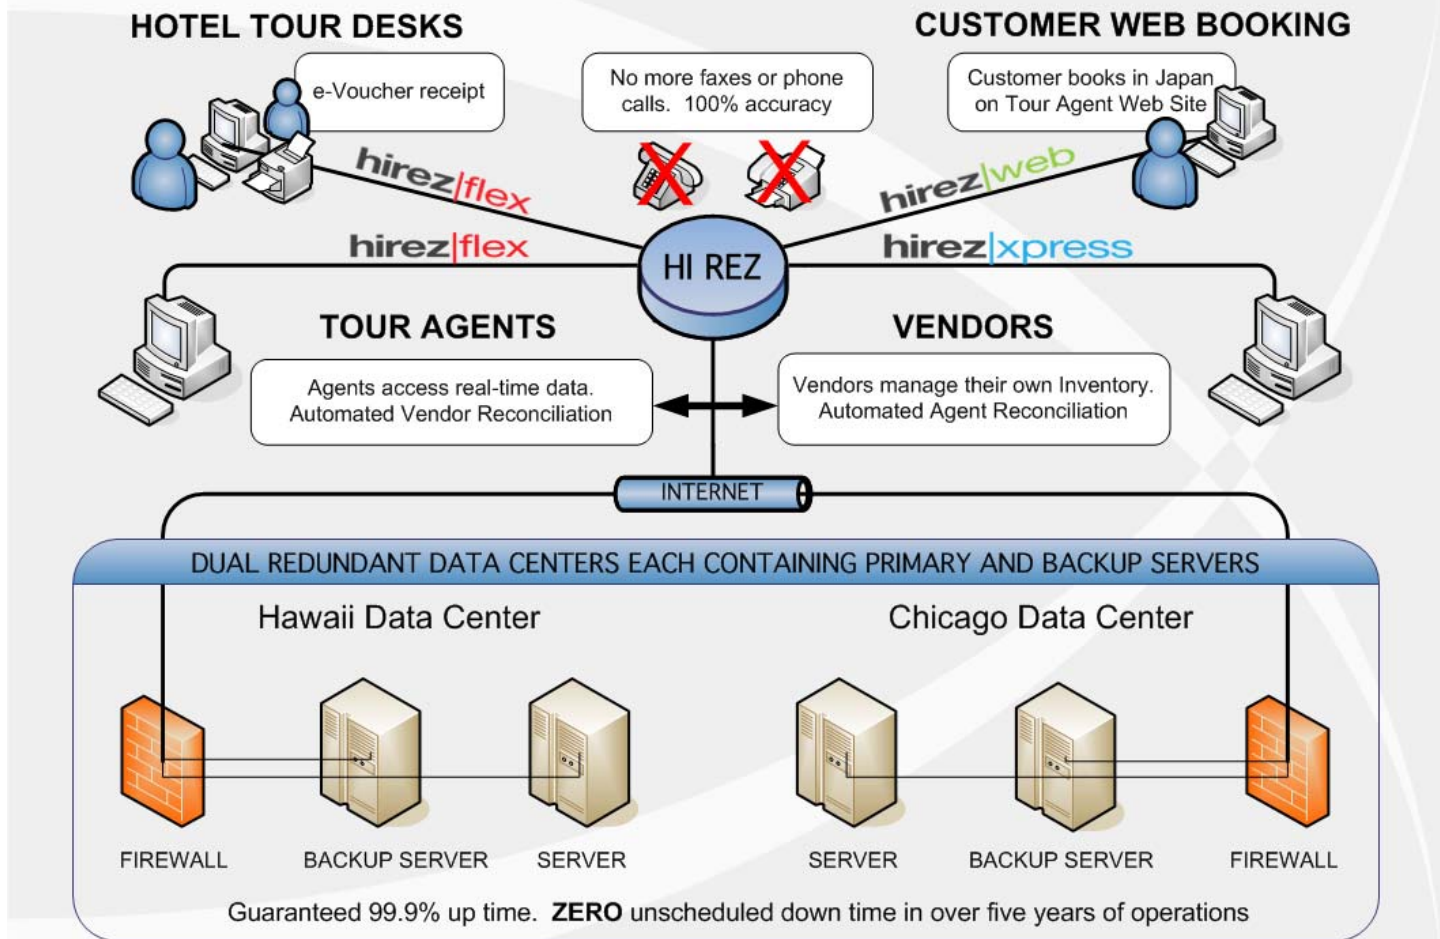 HOTEL TOUR DESKS
CUSTOMER WEB BOOKING
e-Voucher receipt
No more faxes or phone
calls.  100% accuracy
Customer books in Japan
on Tour Agent Web Site
hirez|flex
hirez|web
hirez|flex
hirez|xpress
HI REZ
TOUR AGENTS
VENDORS
Agents access real-time data.
Automated Vendor Reconciliation
Vendors manage their own Inventory.
Automated Agent Reconciliation
INTERNET
DUAL REDUNDANT DATA CENTERS EACH CONTAINING PRIMARY AND BACKUP SERVERS
Hawaii Data Center
Chicago Data Center
FIREWALL
BACKUP SERVER
SERVER
SERVER
BACKUP SERVER
FIREWALL
Guaranteed 99.9% up time.  ZERO unscheduled down time in over five years of operations